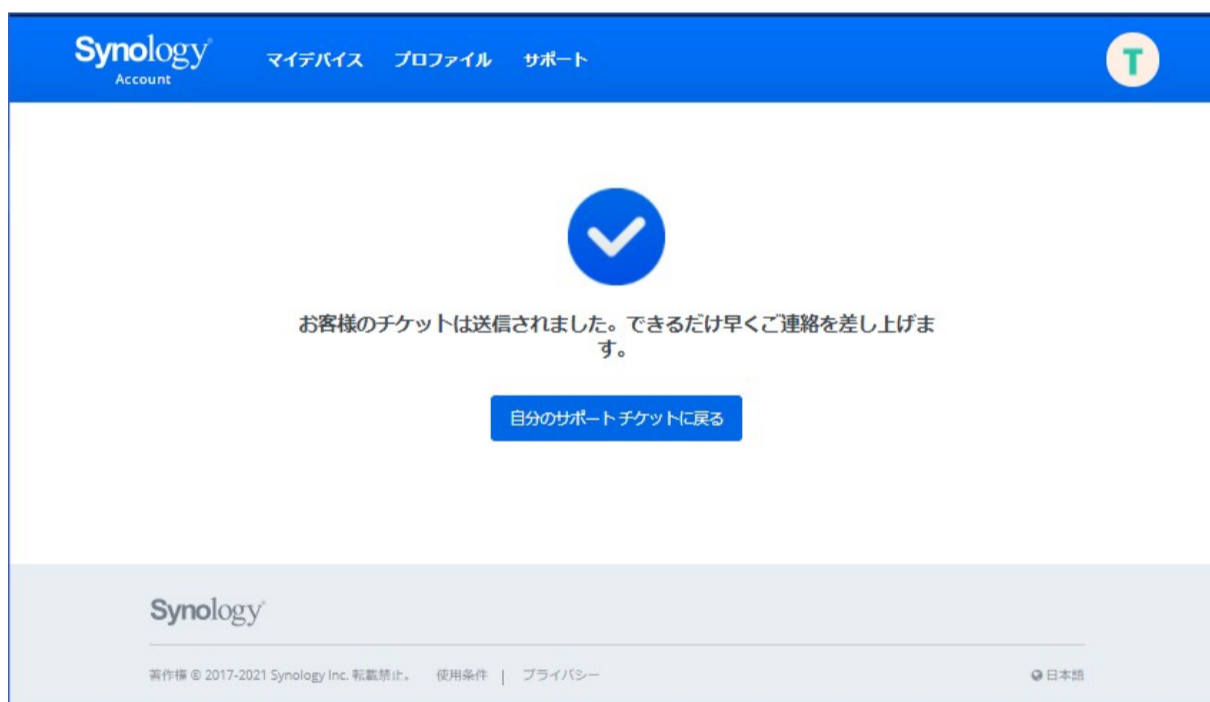 Synology
Account
マイデバイス プロファイル サポート
T
お客様のチケットは送信されました。できるだけ早くご連絡を差し上げま
す。
自分のサポート チケットに戻る
Synology
著作権 © 2017-2021 Synology Inc. 転載禁止。 使用条件 | プライバシー 日本語